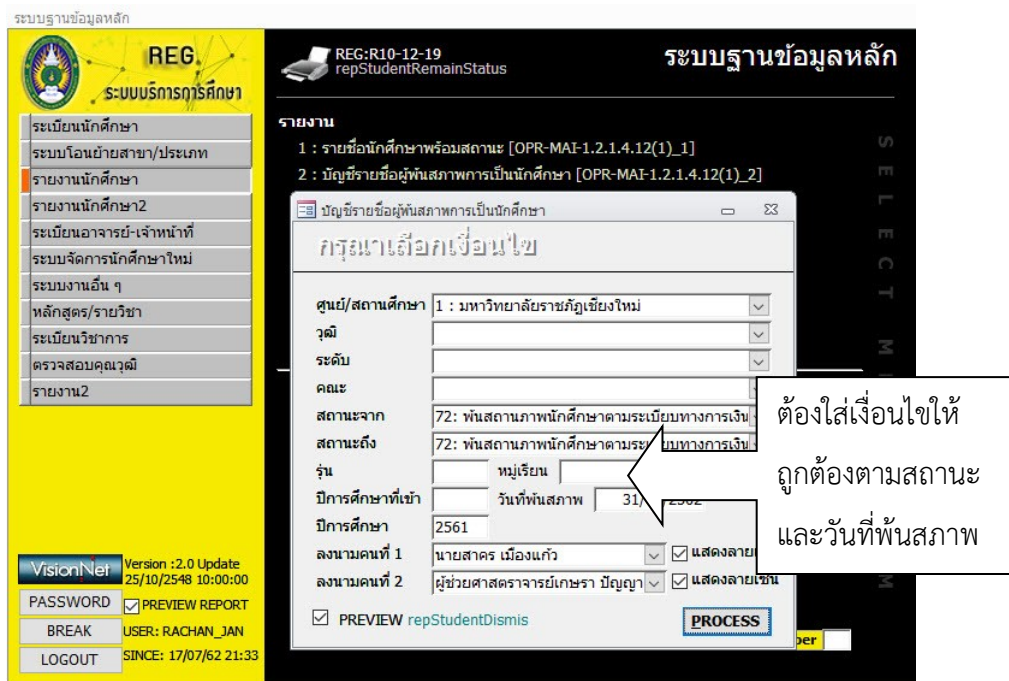 ระบบฐานข้อมูลหลัก
REG
ระบบบริการการศึกษา
REG:R10-12-19
repStudentRemainStatus
ระบบฐานข้อมูลหลัก
ระเบียนนักศึกษา
ระบบโอนย้ายสาขา/ประเภท
รายงานนักศึกษา
รายงานนักศึกษา2
ระเบียนอาจารย์-เจ้าหน้าที่
ระบบจัดการนักศึกษาใหม่
ระบบงานอื่น ๆ
หลักสูตร/รายวิชา
ระเบียนวิชาการ
ตรวจสอบคุณวุฒิ
รายงาน2
รายงาน
1 : รายชื่อนักศึกษาพร้อมสถานะ [OPR-MAI-1.2.1.4.12(1)_1]
2 : บัญชีรายชื่อผู้พ้นสภาพการเป็นนักศึกษา [OPR-MAI-1.2.1.4.12(1)_2]
SELECT M
บัญชีรายชื่อผู้พ้นสภาพการเป็นนักศึกษา
กรุณาเลือกเงื่อนไข
ศูนย์/สถานศึกษา 1 : มหาวิทยาลัยราชภัฏเชียงใหม่
วุฒิ
ระดับ
คณะ
สถานะจาก 72: พ้นสถานภาพนักศึกษาตามระเบียบทางการเงิน
สถานะถึง 72: พ้นสถานภาพนักศึกษาตามระเบียบทางการเงิน
รุ่น หมู่เรียน
ปีการศึกษาที่เข้า วันที่พ้นสภาพ 31/
ปีการศึกษา 2561
ลงนามคนที่ 1 นายสาคร เมืองแก้ว แสดงลาย
ลงนามคนที่ 2 ผู้ช่วยศาสตราจารย์เกษรา ปัญญา แสดงลายเซ็น
PREVIEW repStudentDismis PROCESS
ต้องใส่เงื่อนไขให้
ถูกต้องตามสถานะ
และวันที่พ้นสภาพ
VisionNet
Version :2.0 Update
25/10/2548 10:00:00
PASSWORD
PREVIEW REPORT
BREAK
USER: RACHAN_JAN
LOGOUT
SINCE: 17/07/62 21:33
ber